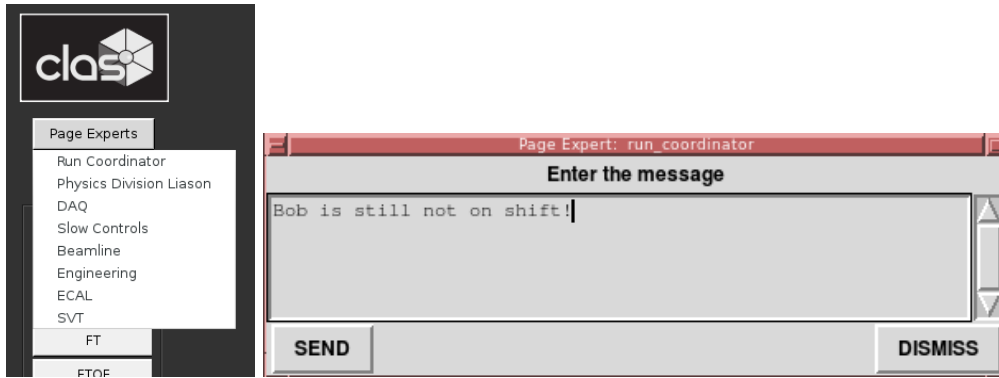 clas
Page Experts
Run Coordinator
Physics Division Liason
DAQ
Slow Controls
Beamline
Engineering
ECAL
SVT
FT
FTOF
Page Expert: run_coordinator
Enter the message
Bob is still not on shift!
SEND
DISMISS